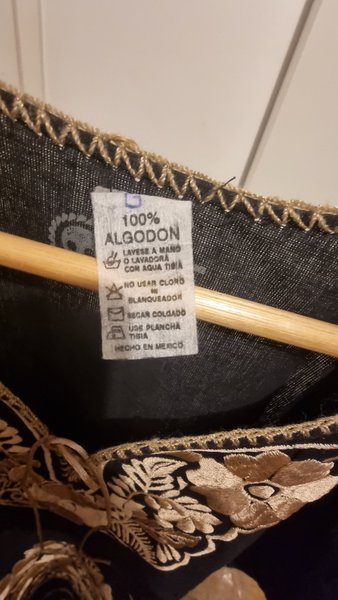 100%
ALGODON
LAVESE A MANO
O LAVADORA
CON AGUA TIBIA
NO USAR CLORO
NI
BLANQUEADOR
SECAR COLGADO
USE PLANCHA
TIBIA
HECHO EN MEXICO